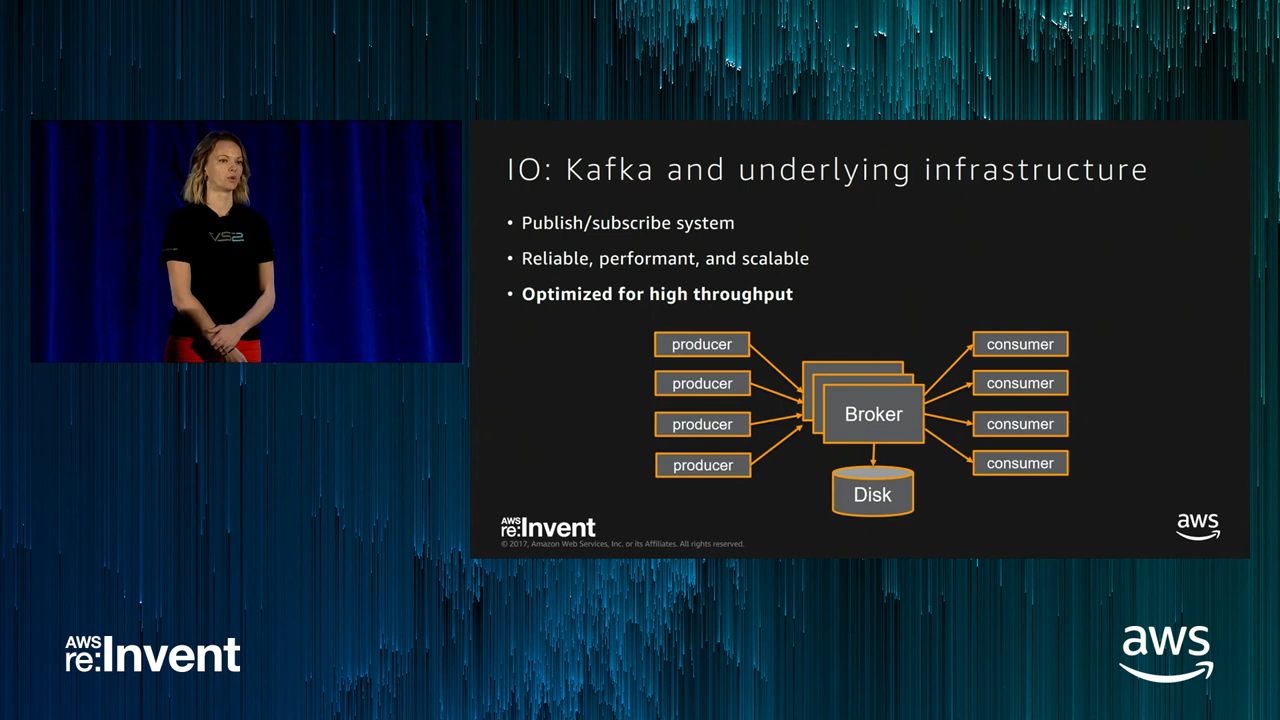 VS2
IO: Kafka and underlying infrastructure
• Publish/subscribe system
• Reliable, performant, and scalable
• Optimized for high throughput
producer
producer
producer
producer
Broker
Disk
consumer
consumer
consumer
consumer
AWS
re:Invent
© 2017, Amazon Web Services, Inc. or its Affiliates. All rights reserved.
aws
AWS
re:Invent
aws